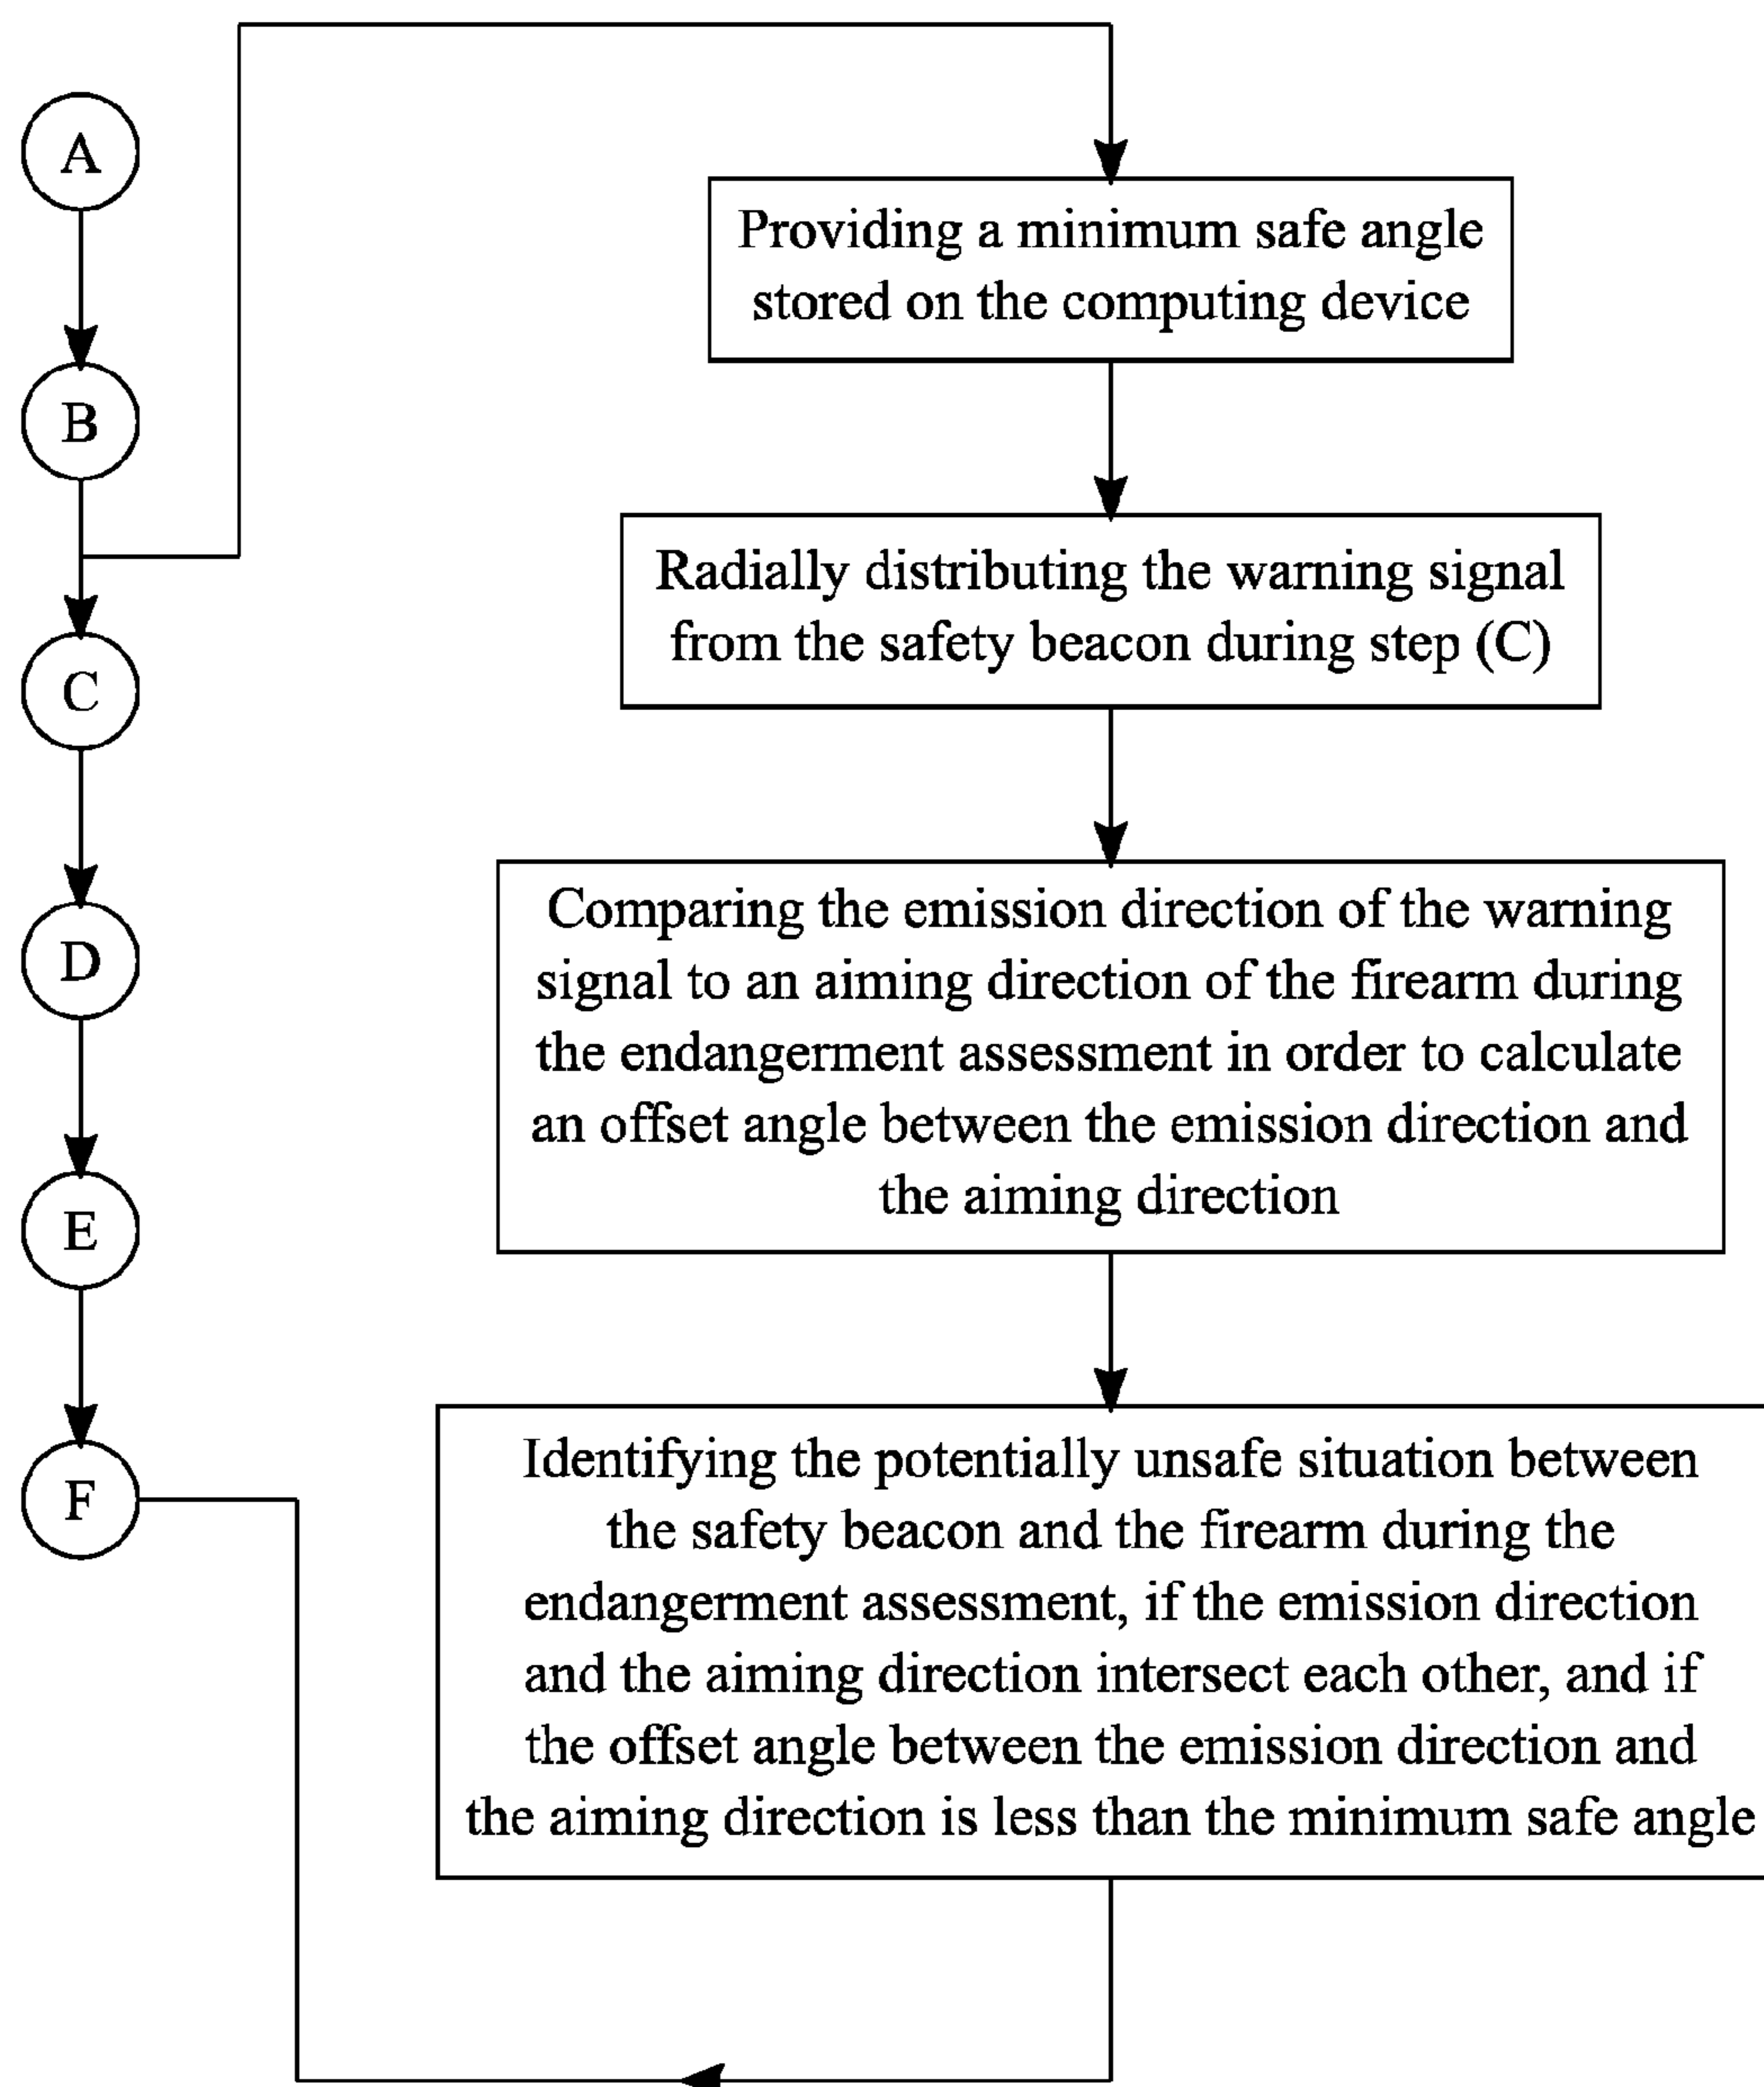 A
B
C
D
E
F
Providing a minimum safe angle
stored on the computing device
Radially distributing the warning signal
from the safety beacon during step (C)
Comparing the emission direction of the warning
signal to an aiming direction of the firearm during
the endangerment assessment in order to calculate
an offset angle between the emission direction and
the aiming direction
Identifying the potentially unsafe situation between
the safety beacon and the firearm during the
endangerment assessment, if the emission direction
and the aiming direction intersect each other, and if
the offset angle between the emission direction and
the aiming direction is less than the minimum safe angle